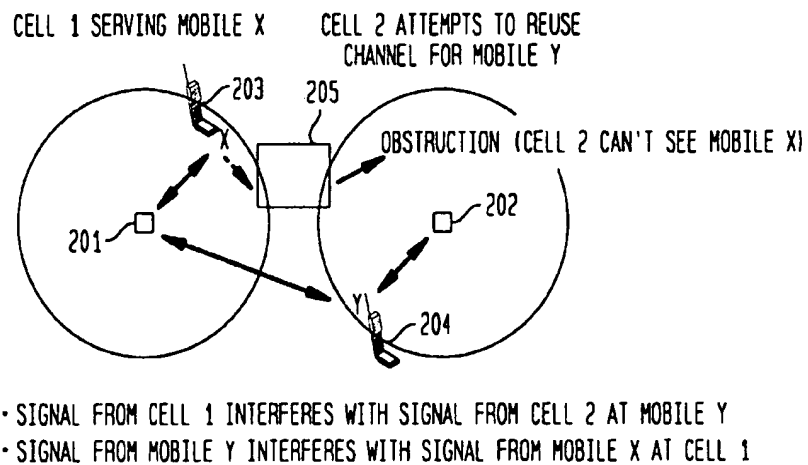 CELL 1 SERVING MOBILE X
CELL 2 ATTEMPTS TO REUSE
CHANNEL FOR MOBILE Y
203
205
X
OBSTRUCTION (CELL 2 CAN'T SEE MOBILE X)
201
202
Y
204
· SIGNAL FROM CELL 1 INTERFERES WITH SIGNAL FROM CELL 2 AT MOBILE Y
· SIGNAL FROM MOBILE Y INTERFERES WITH SIGNAL FROM MOBILE X AT CELL 1